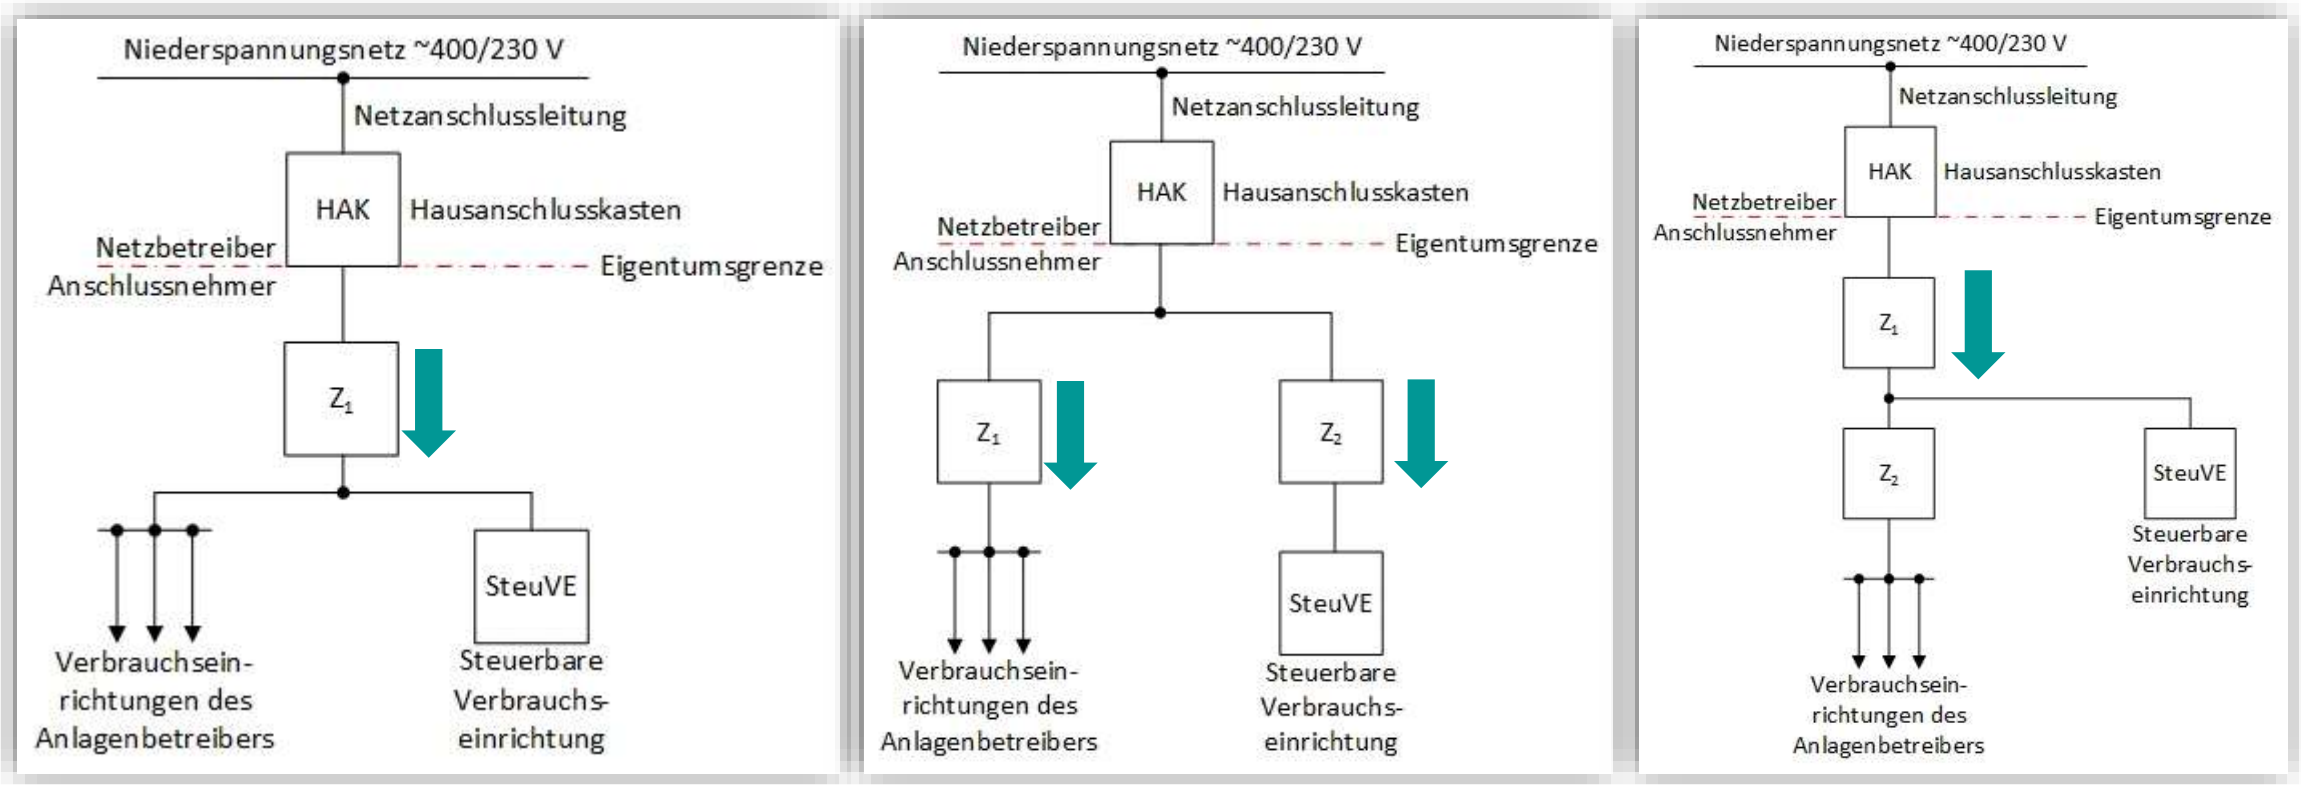 Niederspannungsnetz ~400/230 V
Netzanschlussleitung
HAK
Hausanschlusskasten
Netzbetreiber
Anschlussnehmer
Eigentumsgrenze
Z₁
SteuVE
Verbrauchsein-
richtungen des
Anlagenbetreibers
Steuerbare
Verbrauchs-
einrichtung
Niederspannungsnetz ~400/230 V
Netzanschlussleitung
HAK
Hausanschlusskasten
Netzbetreiber
Anschlussnehmer
Eigentumsgrenze
Z₁
Z₂
SteuVE
Verbrauchsein-
richtungen des
Anlagenbetreibers
Steuerbare
Verbrauchs-
einrichtung
Niederspannungsnetz ~400/230 V
Netzanschlussleitung
HAK
Hausanschlusskasten
Netzbetreiber
Anschlussnehmer
Eigentumsgrenze
Z₁
Z₂
SteuVE
Steuerbare
Verbrauchs-
einrichtung
Verbrauchsein-
richtungen des
Anlagenbetreibers